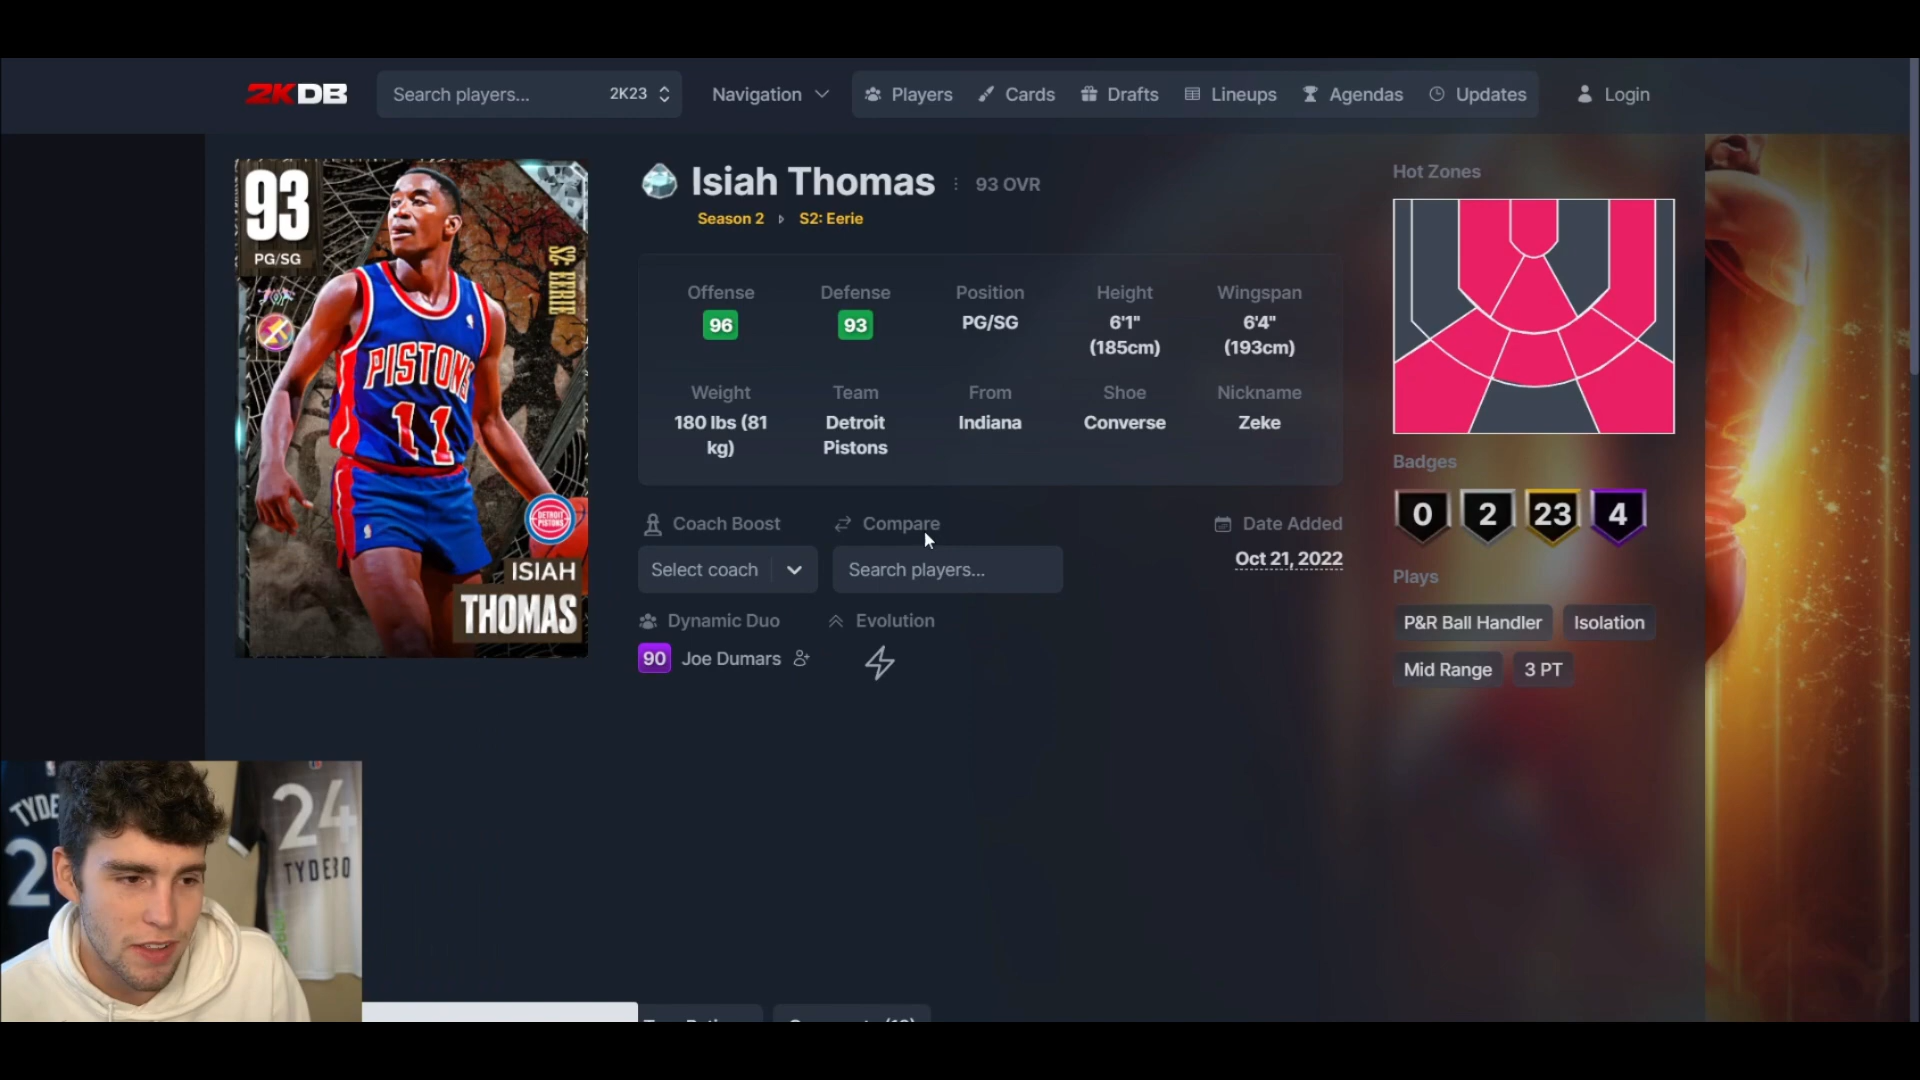 2KDB
Search players...
2K23
Navigation
Players
Cards
Drafts
Lineups
Agendas
Updates
Login
93
PG/SG
S2: EERIE
PISTONS
11
DETROIT
PISTONS
ISIAH
THOMAS
Isiah Thomas
93 OVR
Season 2
S2: Eerie
Offense
96
Defense
93
Position
PG/SG
Height
6'1"
(185cm)
Wingspan
6'4"
(193cm)
Weight
180 lbs (81
kg)
Team
Detroit
Pistons
From
Indiana
Shoe
Converse
Nickname
Zeke
Coach Boost
Select coach
Compare
Search players...
Date Added
Oct 21, 2022
Dynamic Duo
90 Joe Dumars
Evolution
Hot Zones
Badges
0
2
23
4
Plays
P&R Ball Handler
Isolation
Mid Range
3 PT
TYDE
2
24
TYDEBO